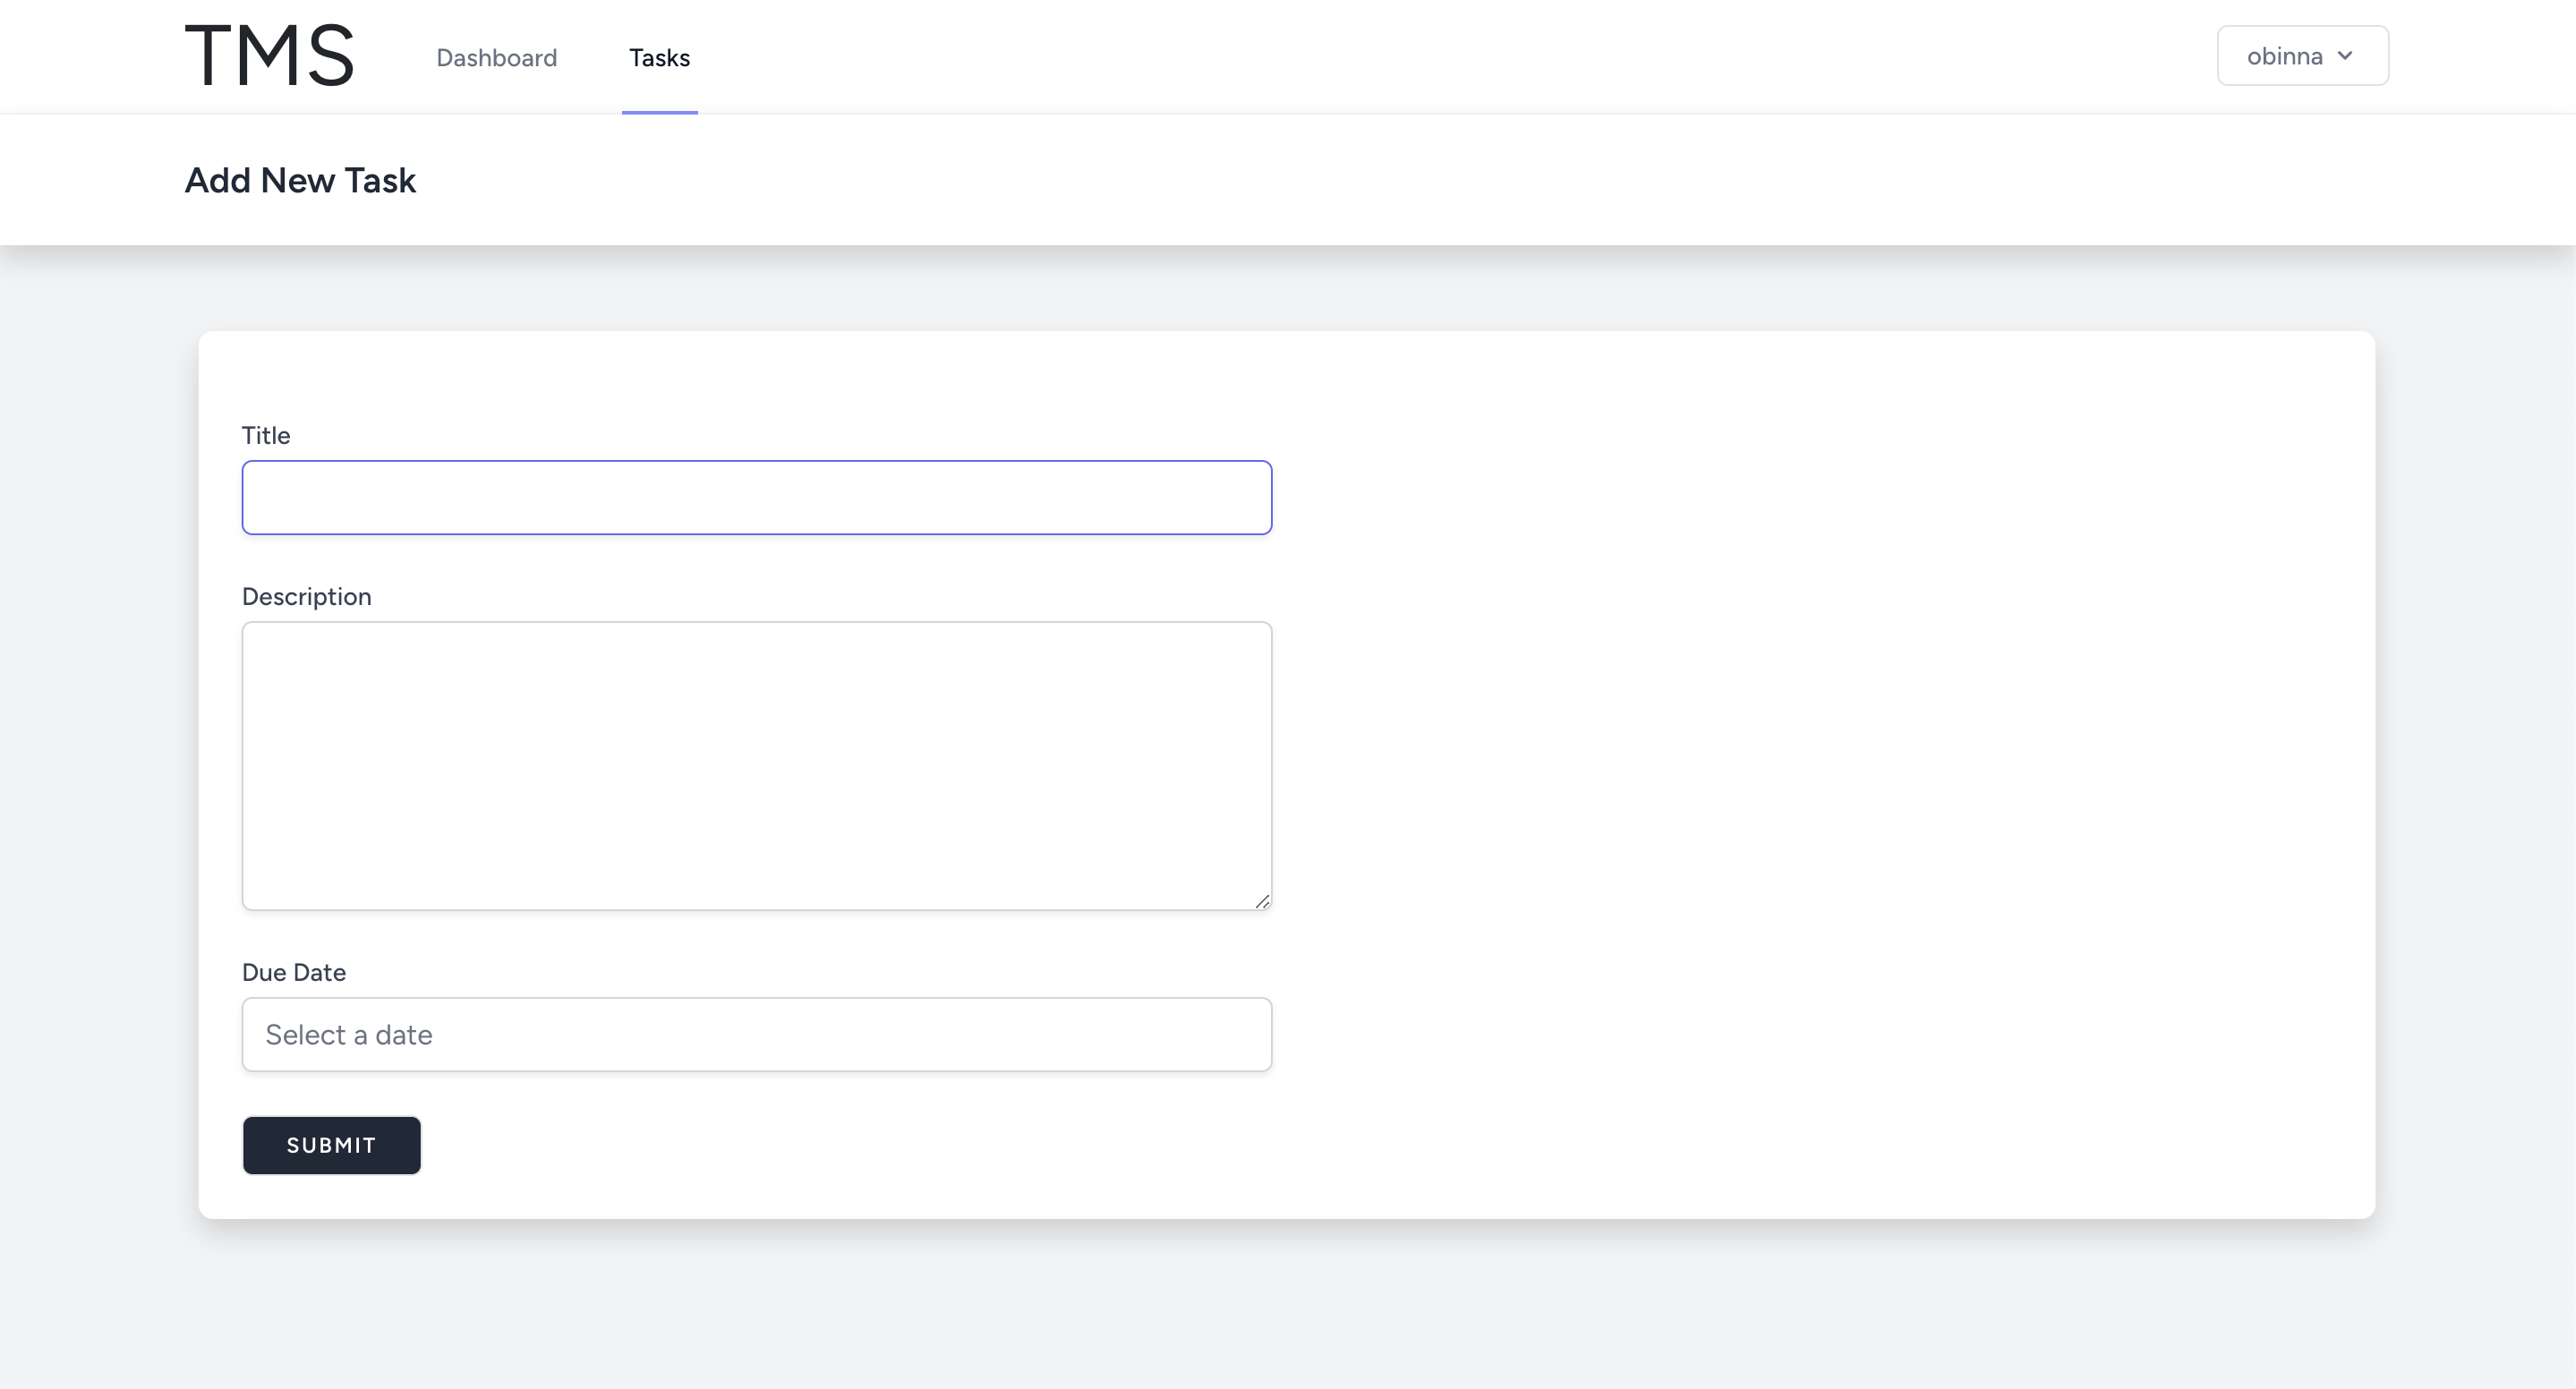 TMS
Dashboard
Tasks
obinna
Add New Task
Title
Description
Due Date
Select a date
SUBMIT